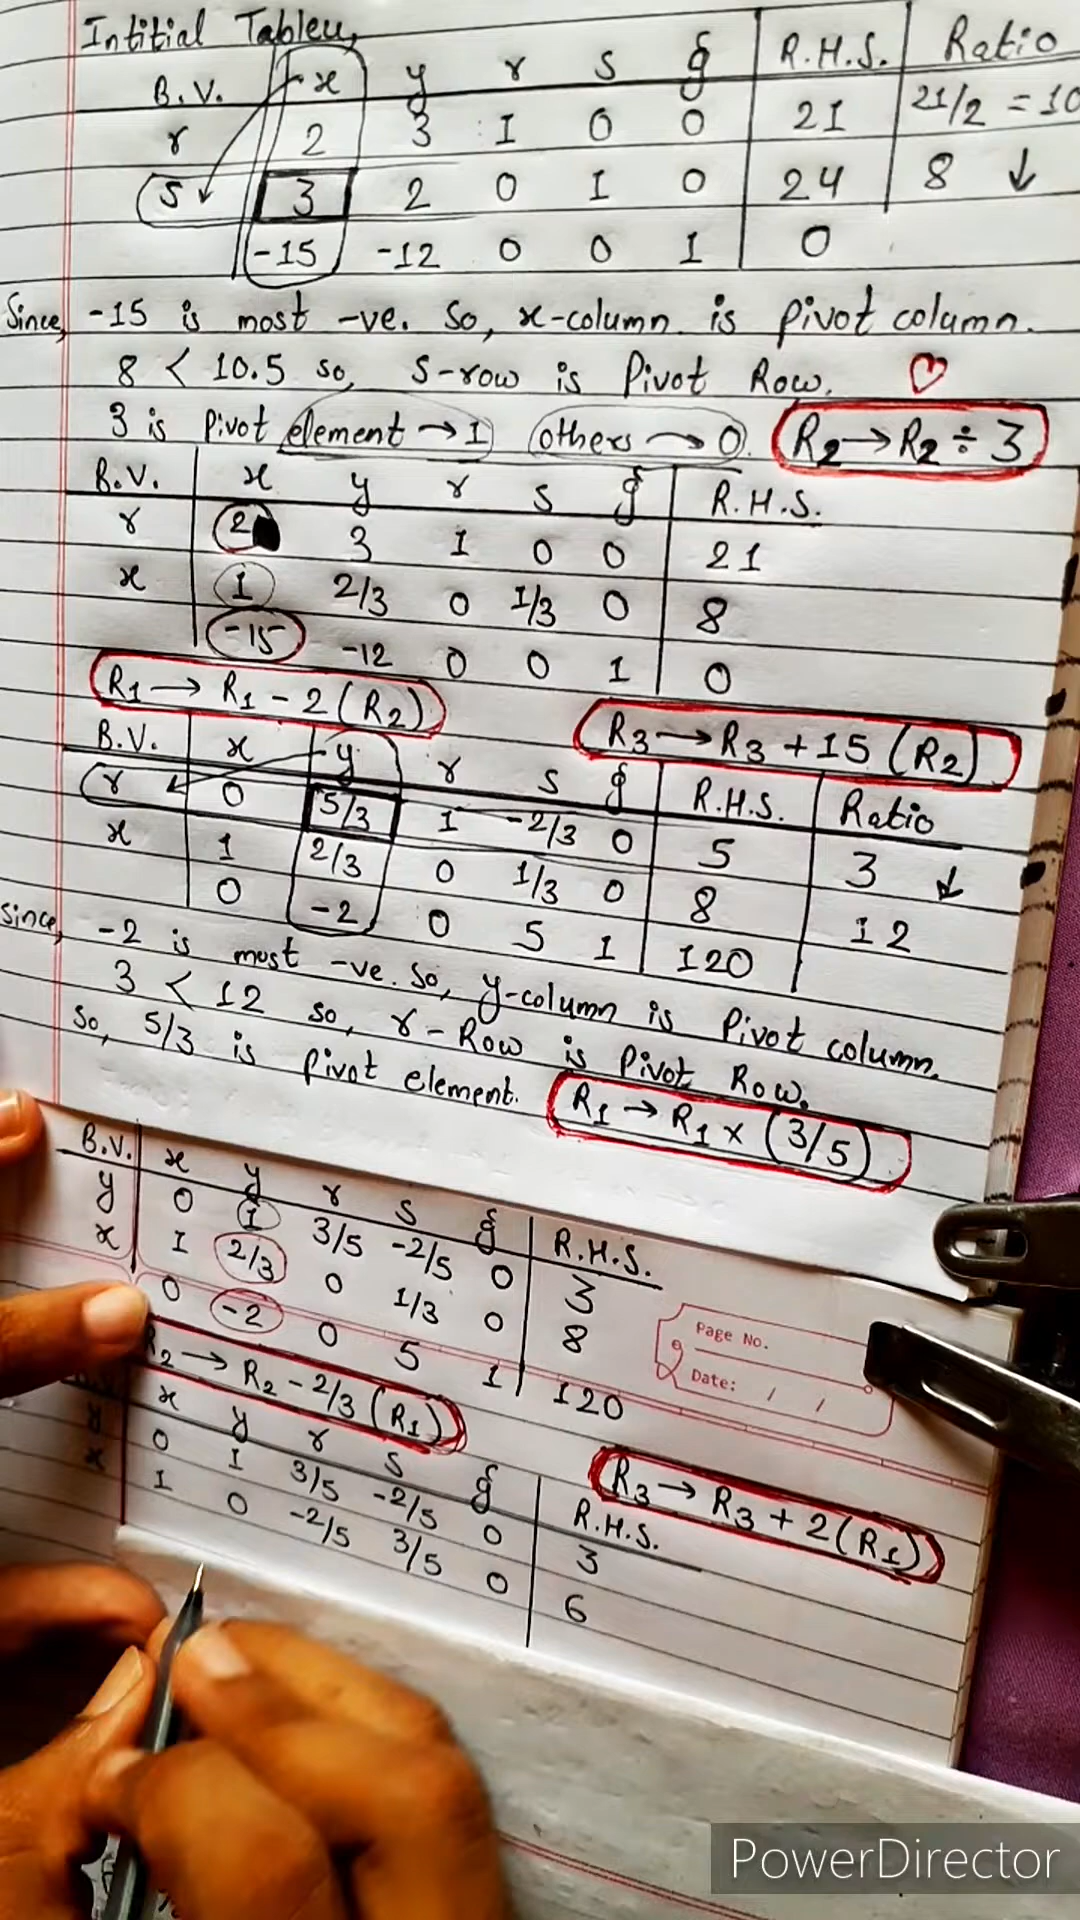 Intitial Tableu,
B.V. x y r s f R.H.S. Ratio
r 2 3 1 0 0 21 21/2 = 10
s 3 2 0 1 0 24 8 ↓
-15 -12 0 0 1 0
Since, -15 is most -ve. So, x-column is pivot column.
8 < 10.5 so, s-row is Pivot Row. ♡
3 is pivot element → 1 others → 0. R2 → R2 ÷ 3
B.V. x y r s f R.H.S.
r 2 3 1 0 0 21
x 1 2/3 0 1/3 0 8
-15 -12 0 0 1 0
R1 → R1 - 2 (R2) R3 → R3 + 15 (R2)
B.V. x y r s f R.H.S. Ratio
r 0 5/3 1 -2/3 0 5 3 ↓
x 1 2/3 0 1/3 0 8 12
0 -2 0 5 1 120
Since, -2 is most -ve. So, y-column is Pivot column.
3 < 12 so, r-Row is Pivot Row.
So, 5/3 is pivot element. R1 → R1 x (3/5)
B.V. x y r s f R.H.S.
y 0 1 3/5 -2/5 0 3
x 1 2/3 0 1/3 0 8
0 -2 0 5 1 120
Page No.
Date: / /
R2 → R2 - 2/3 (R1) R3 → R3 + 2(R1)
x y r s f R.H.S.
y 0 1 3/5 -2/5 0 3
x 1 0 -2/5 3/5 0 6
PowerDirector